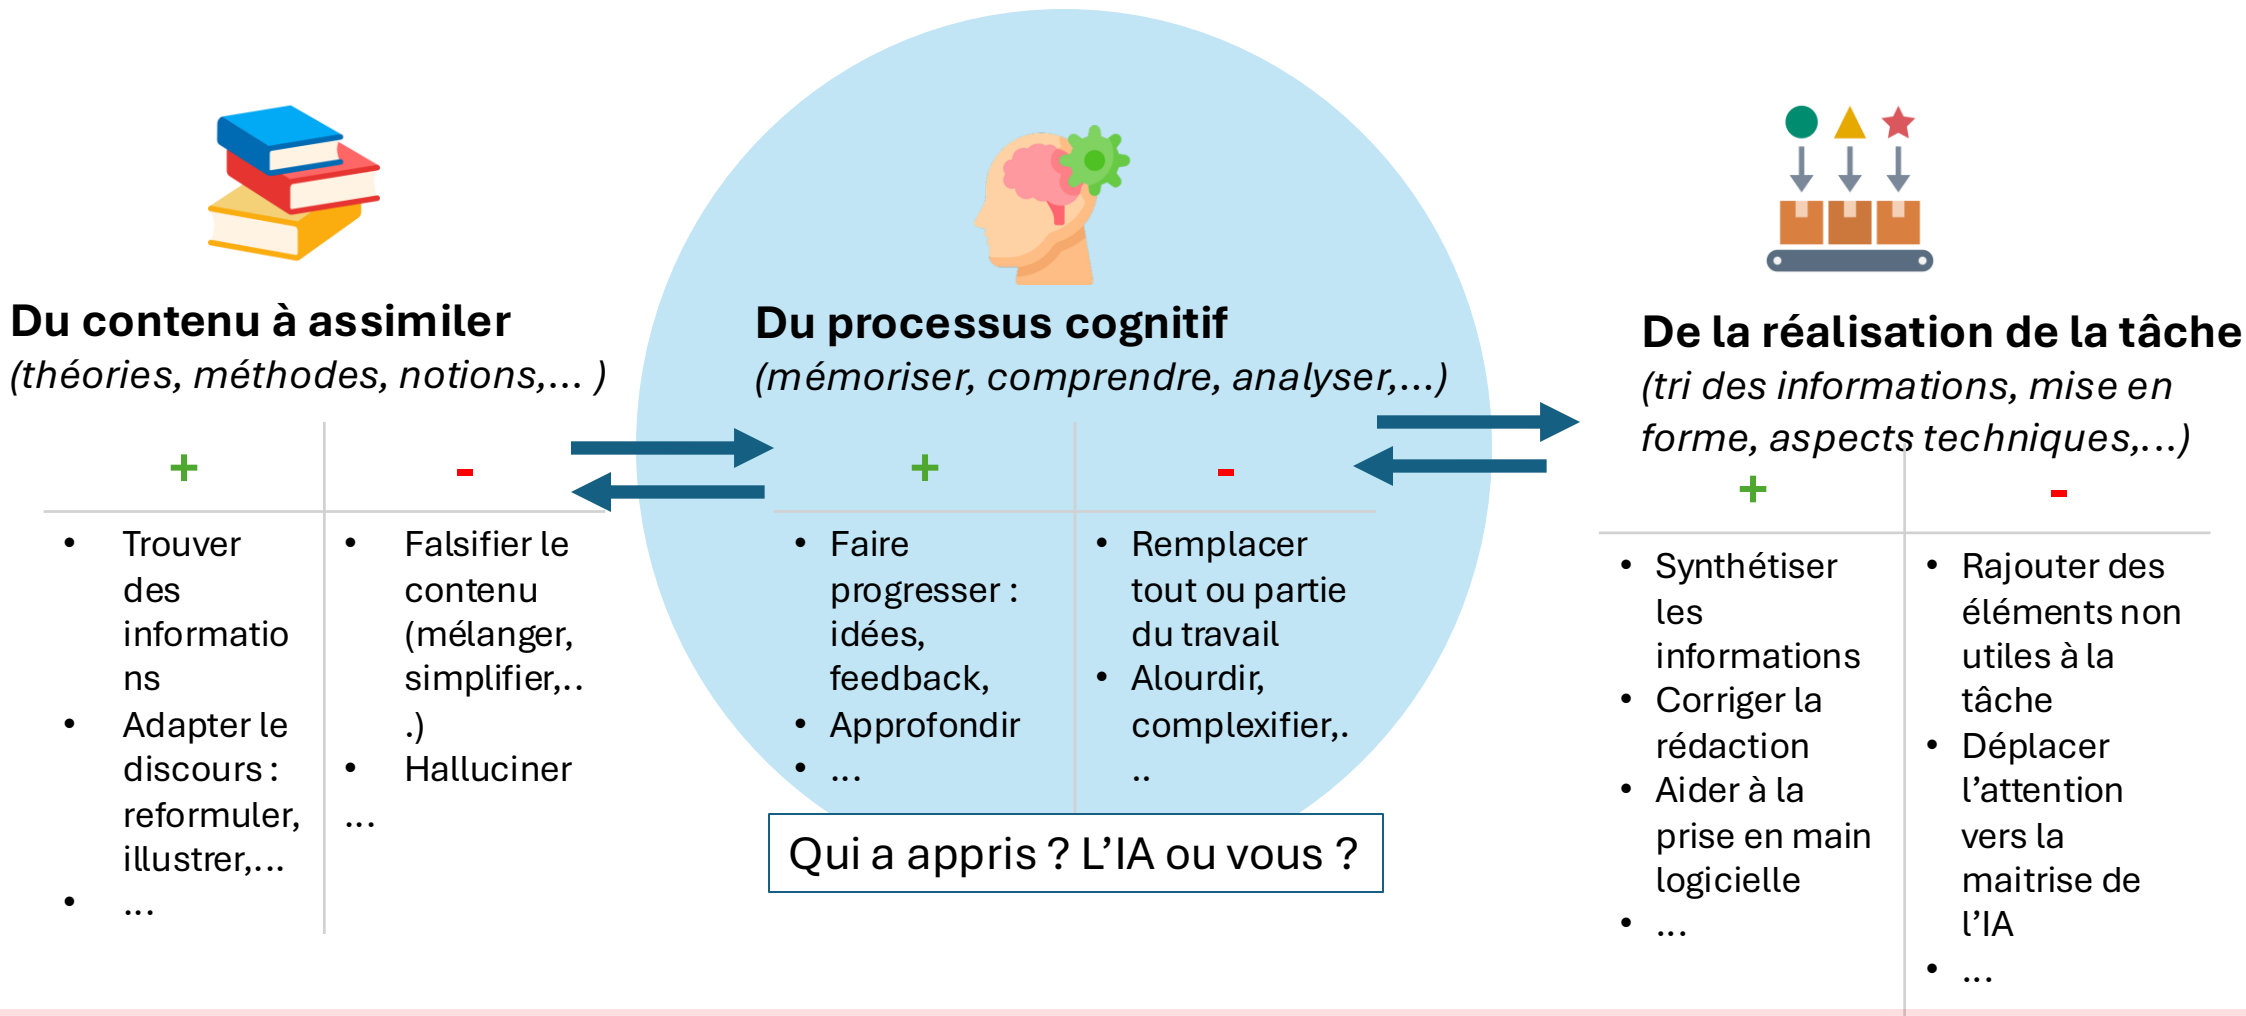 Du contenu à assimiler
(théories, méthodes, notions,... )
+
-
• Trouver
des
informatio
ns
• Adapter le
discours :
reformuler,
illustrer,...
• ...
• Falsifier le
contenu
(mélanger,
simplifier,..
.)
• Halluciner
...
Du processus cognitif
(mémoriser, comprendre, analyser,...)
+
-
• Faire
progresser :
idées,
feedback,
• Approfondir
• ...
• Remplacer
tout ou partie
du travail
• Alourdir,
complexifier,.
..
Qui a appris ? L’IA ou vous ?
De la réalisation de la tâche
(tri des informations, mise en
forme, aspects techniques,...)
+
-
• Synthétiser
les
informations
• Corriger la
rédaction
• Aider à la
prise en main
logicielle
• ...
• Rajouter des
éléments non
utiles à la
tâche
• Déplacer
l’attention
vers la
maitrise de
l’IA
• ...